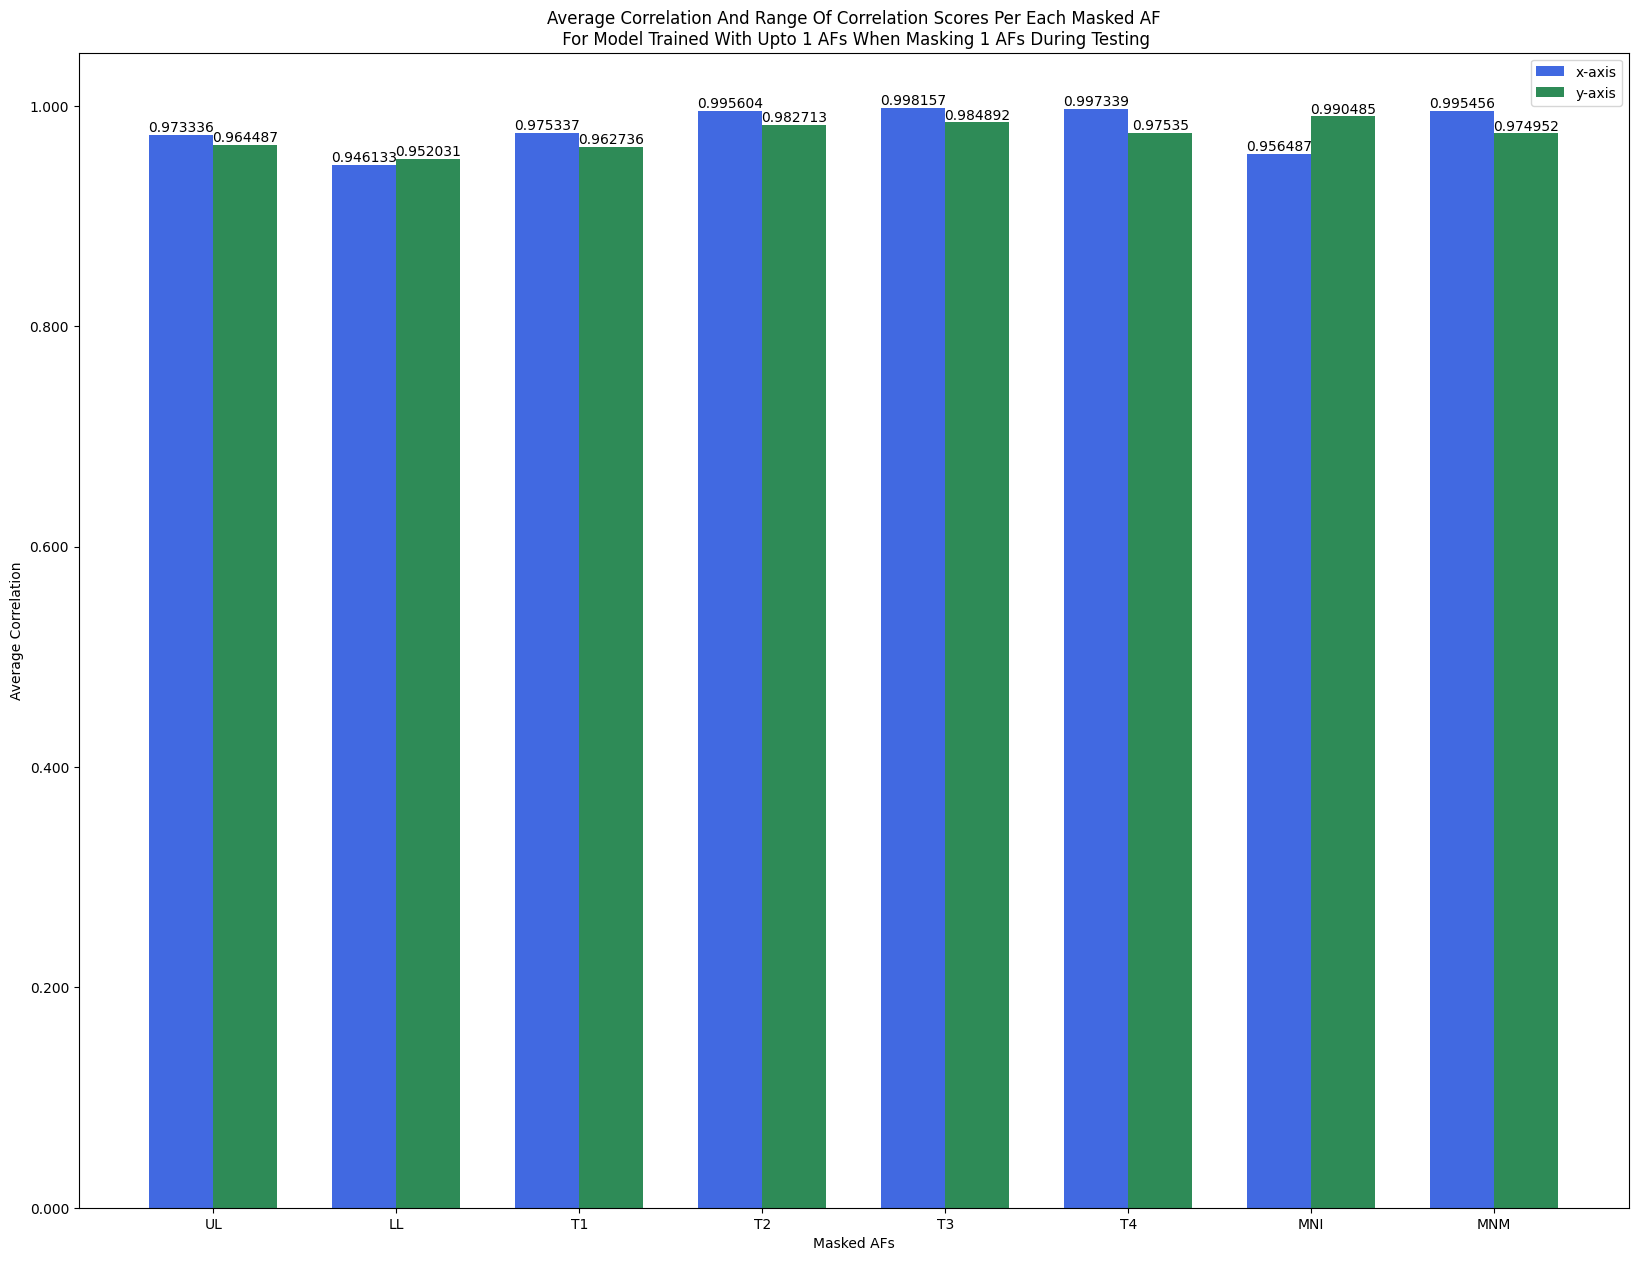 Average Correlation And Range Of Correlation Scores Per Each Masked AF
For Model Trained With Upto 1 AFs When Masking 1 AFs During Testing
x-axis
y-axis
Average Correlation
1.000
0.800
0.600
0.400
0.200
0.000
0.973336
0.964487
0.946133
0.952031
0.975337
0.962736
0.995604
0.982713
0.998157
0.984892
0.997339
0.97535
0.956487
0.990485
0.995456
0.974952
UL
LL
T1
T2
T3
T4
MNI
MNM
Masked AFs